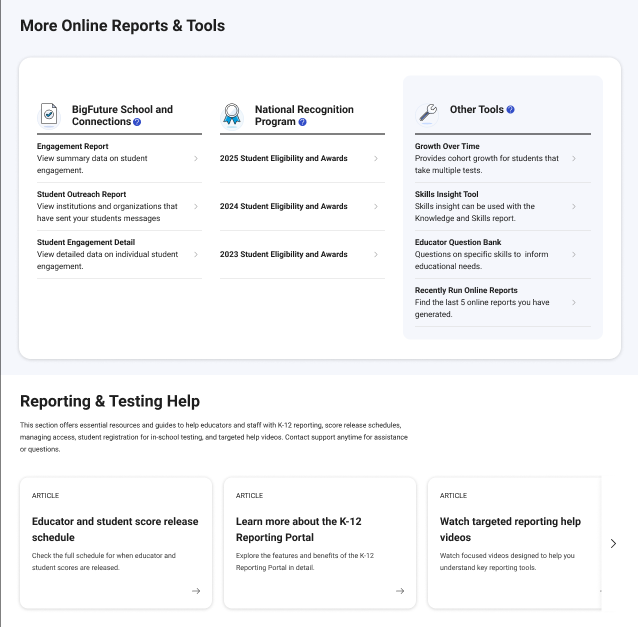 More Online Reports & Tools
BigFuture School and
Connections
Engagement Report
View summary data on student
engagement.
Student Outreach Report
View institutions and organizations that
have sent your students messages
Student Engagement Detail
View detailed data on individual student
engagement.
National Recognition
Program
2025 Student Eligibility and Awards
2024 Student Eligibility and Awards
2023 Student Eligibility and Awards
Other Tools
Growth Over Time
Provides cohort growth for students that
take multiple tests.
Skills Insight Tool
Skills insight can be used with the
Knowledge and Skills report.
Educator Question Bank
Questions on specific skills to inform
educational needs.
Recently Run Online Reports
Find the last 5 online reports you have
generated.
Reporting & Testing Help
This section offers essential resources and guides to help educators and staff with K-12 reporting, score release schedules,
managing access, student registration for in-school testing, and targeted help videos. Contact support anytime for assistance
or questions.
ARTICLE
Educator and student score release
schedule
Check the full schedule for when educator and
student scores are released.
ARTICLE
Learn more about the K-12
Reporting Portal
Explore the features and benefits of the K-12
Reporting Portal in detail.
ARTICLE
Watch targeted reporting help
videos
Watch focused videos designed to help you
understand key reporting tools.